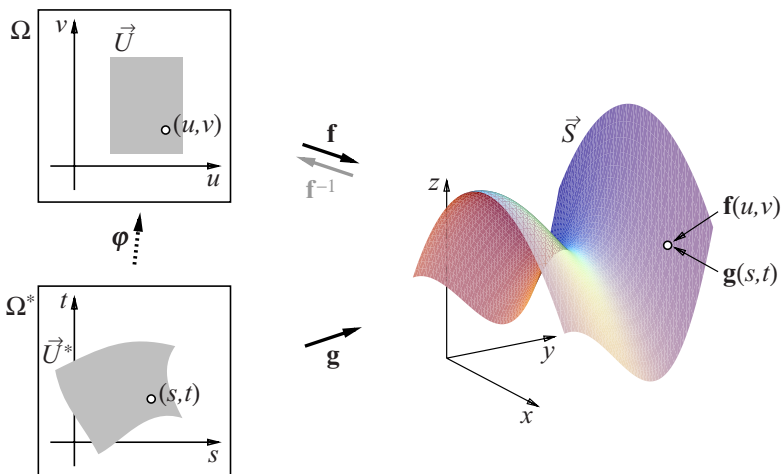 Ω
v
U⃗
(u,v)
u
f
f⁻¹
φ
Ω*
t
U⃗*
(s,t)
s
g
S⃗
z
y
x
f(u,v)
g(s,t)